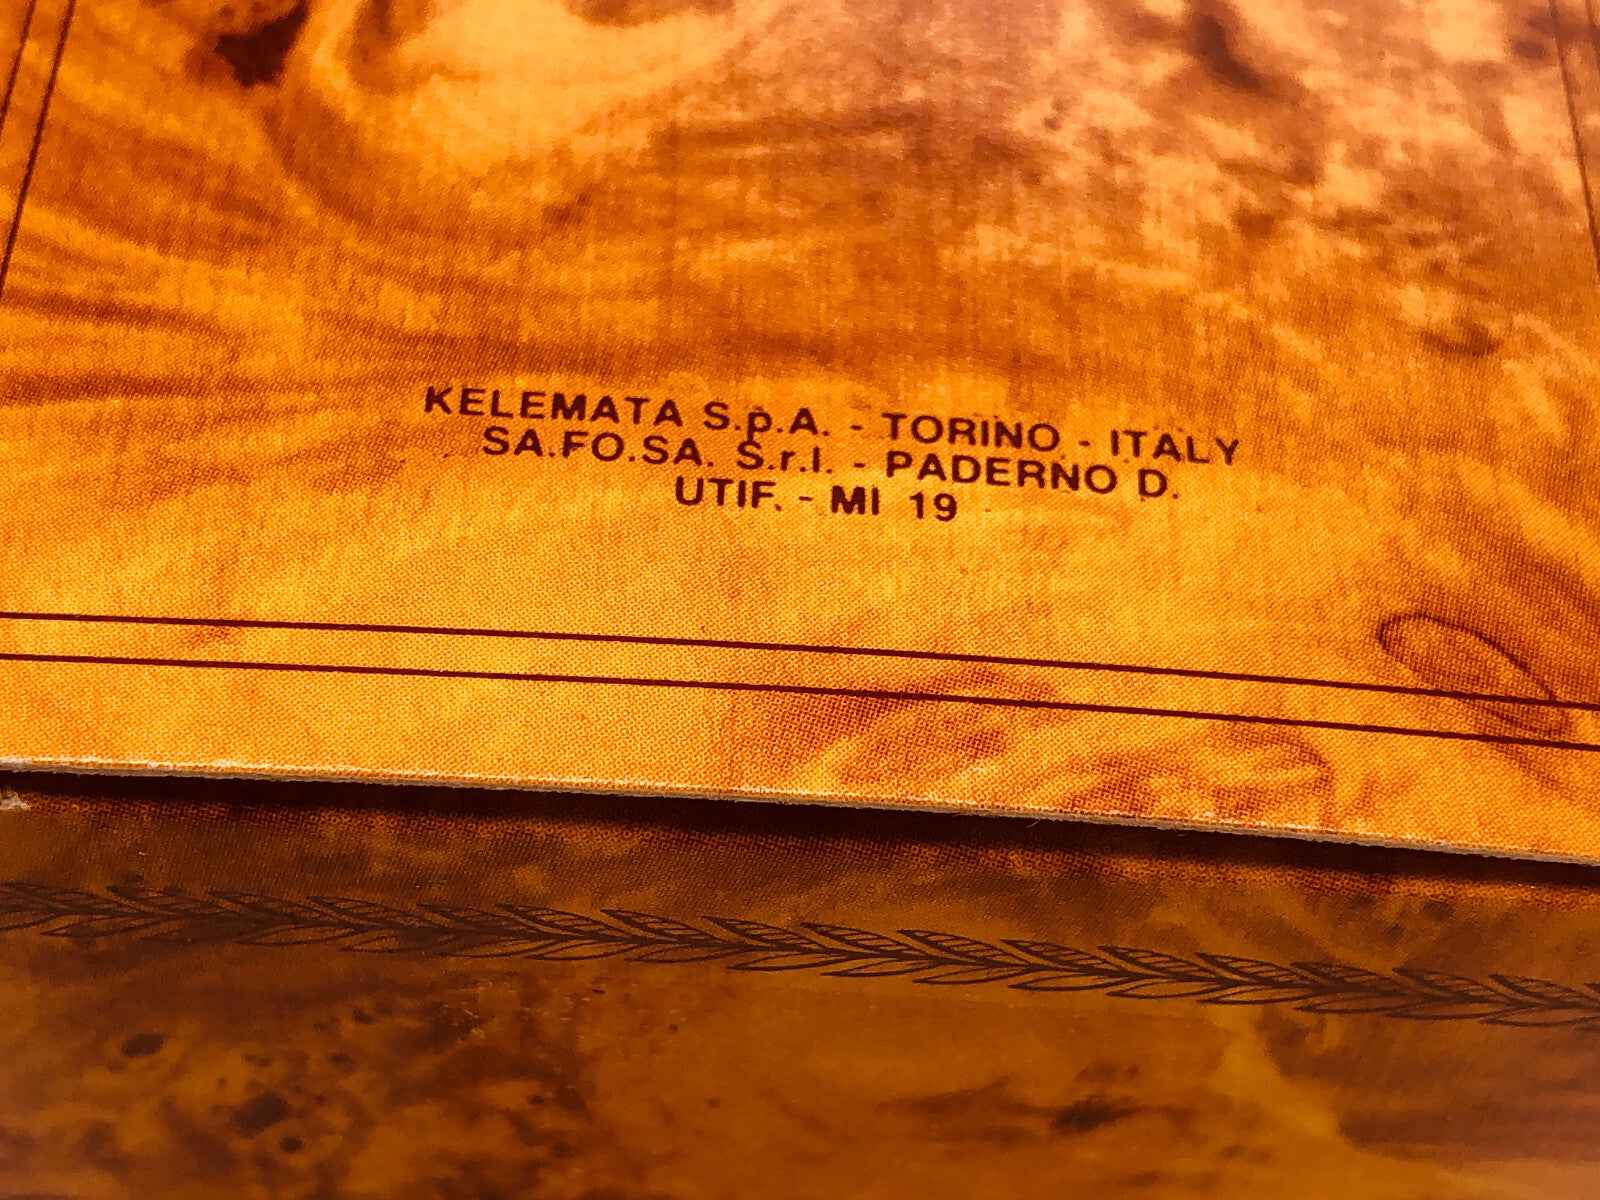 KELEMATA S.p.A. - TORINO - ITALY
SA.FO.SA. S.r.l. - PADERNO D.
UTIF. - MI 19